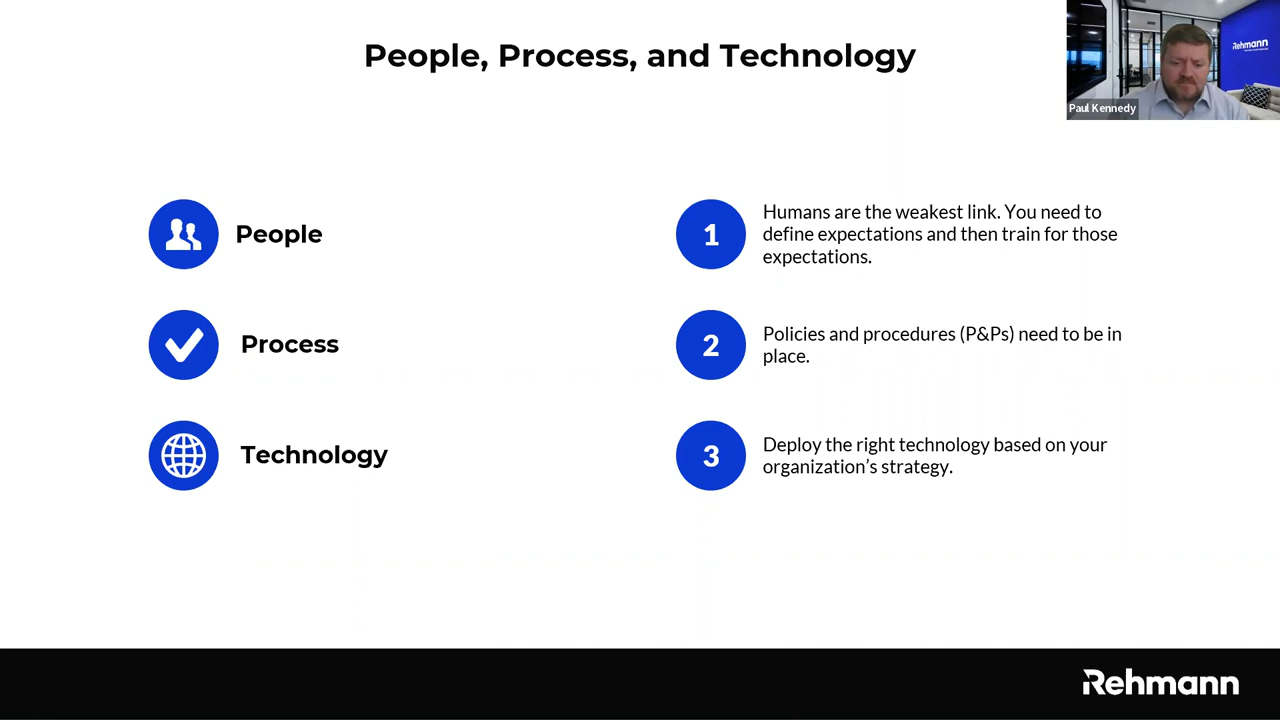 People, Process, and Technology
Rehmann
Paul Kennedy
People
1
Humans are the weakest link. You need to
define expectations and then train for those
expectations.
Process
2
Policies and procedures (P&Ps) need to be in
place.
Technology
3
Deploy the right technology based on your
organization’s strategy.
Rehmann